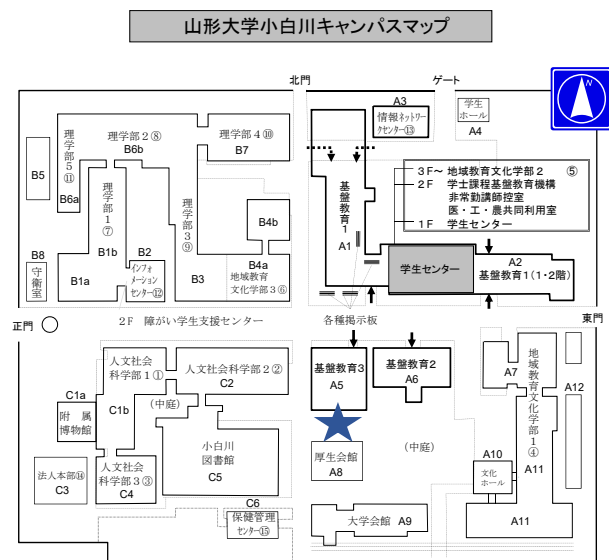 山形大学小白川キャンパスマップ
北門
ゲート
N
A3
情報ネットワークセンター⑬
学生ホール
A4
理学部2⑧
B6b
理学部4⑩
B7
理学部5⑪
B5
B6a
理学部1⑦
理学部3⑨
基盤教育1
A1
3F～ 地域教育文化学部2 ⑤
2F 学士課程基盤教育機構
非常勤講師控室
医・工・農共同利用室
1F 学生センター
B4b
B8
守衛室
B1b
B2
インフォメーションセンター⑫
B1a
B3
B4a
地域教育文化学部3⑥
学生センター
A2
基盤教育1(1・2階)
正門
2F 障がい学生支援センター
各種掲示板
東門
人文社会科学部1①
人文社会科学部2②
C2
基盤教育3
A5
基盤教育2
A6
A7
地域教育文化学部1④
A12
C1a
C1b
(中庭)
附属博物館
小白川図書館
C5
厚生会館
A8
(中庭)
A10
文化ホール
A11
法人本部⑭
C3
人文社会科学部3③
C4
C6
保健管理センター⑮
大学会館 A9
A11